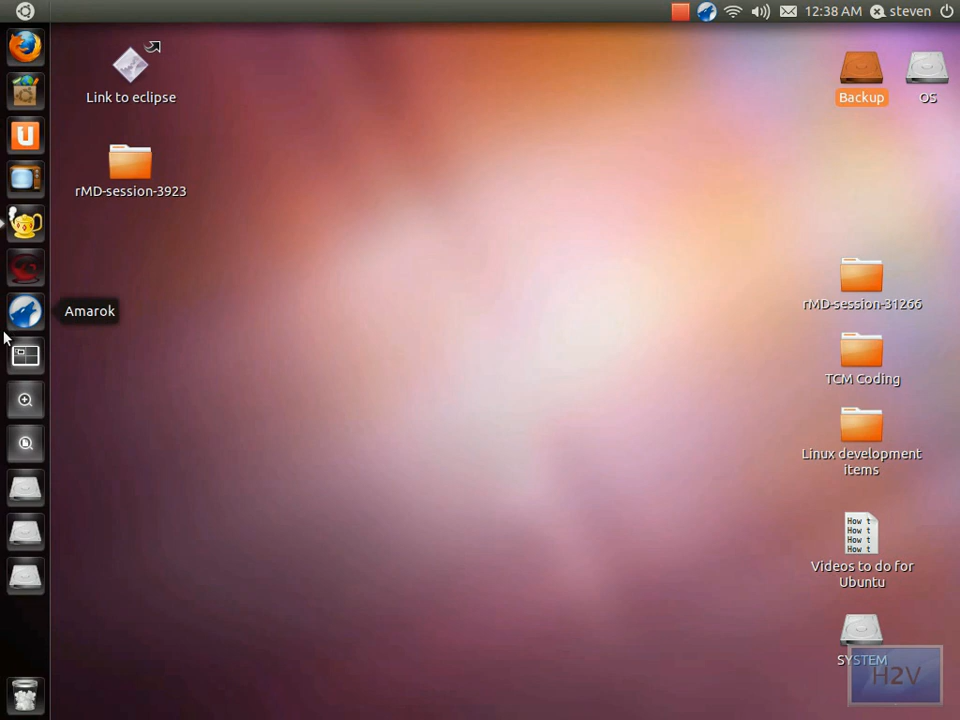 12:38 AM steven
Link to eclipse
Backup
OS
rMD-session-3923
Amarok
rMD-session-31266
TCM Coding
Linux development
items
How t
How t
How t
How t
Videos to do for
Ubuntu
SYSTEM
H2V